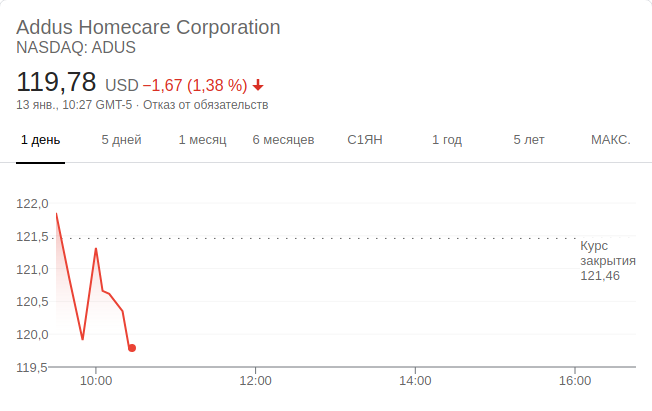 Addus Homecare Corporation
NASDAQ: ADUS
119,78 USD −1,67 (1,38 %)
13 янв., 10:27 GMT-5 · Отказ от обязательств
1 день 5 дней 1 месяц 6 месяцев С1ЯН 1 год 5 лет МАКС.
122,0
121,5
Курс
закрытия
121,46
121,0
120,5
120,0
119,5
10:00 12:00 14:00 16:00